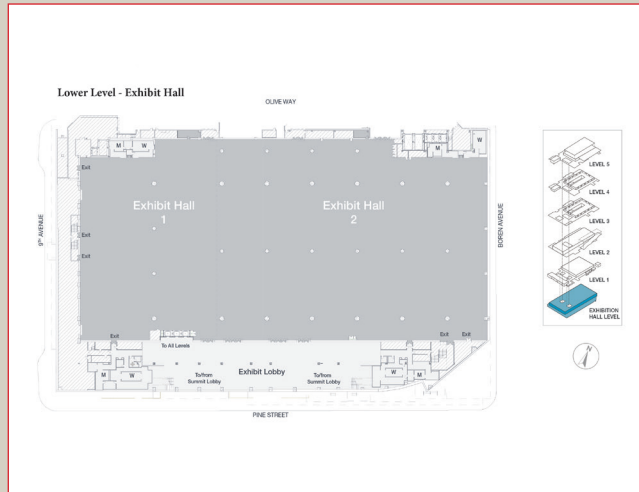 Lower Level - Exhibit Hall
OLIVE WAY
M W
M
W
Exit
Exhibit Hall
1
Exhibit Hall
2
9TH AVENUE
BOREN AVENUE
Exit
Exit
Exit
Exit Exit
To All Levels
Exhibit Lobby
M W
To/from
Summit Lobby
To/from
Summit Lobby
W M
PINE STREET
LEVEL 5
LEVEL 4
LEVEL 3
LEVEL 2
LEVEL 1
EXHIBITION
HALL LEVEL
N